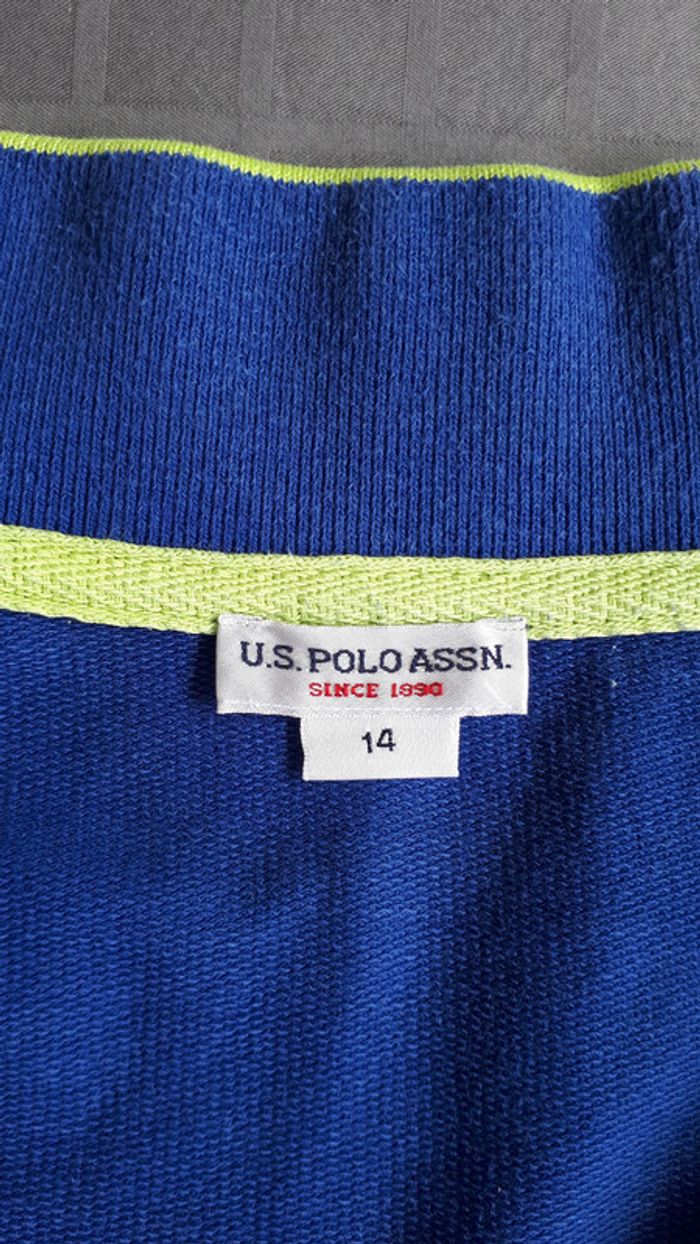 U.S. POLO ASSN.
SINCE 1890
14